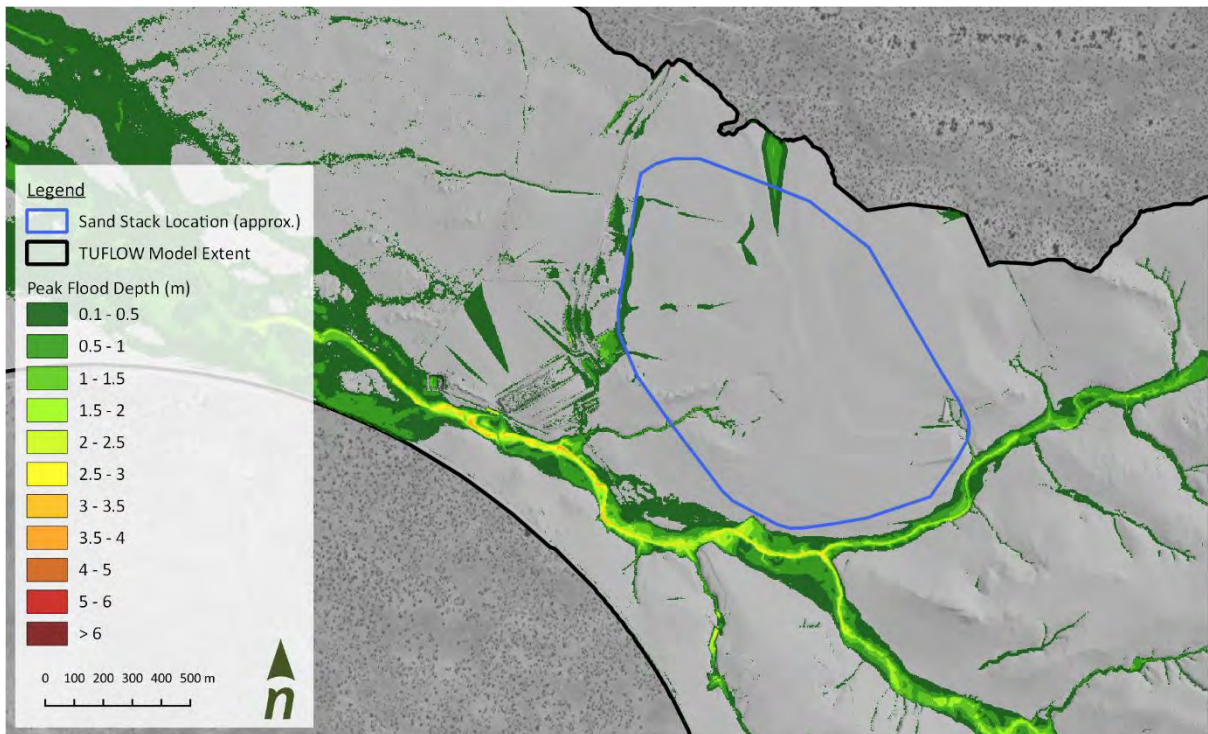 Legend
Sand Stack Location (approx.)
TUFLOW Model Extent
Peak Flood Depth (m)
0.1 - 0.5
0.5 - 1
1 - 1.5
1.5 - 2
2 - 2.5
2.5 - 3
3 - 3.5
3.5 - 4
4 - 5
5 - 6
> 6
0 100 200 300 400 500 m
n